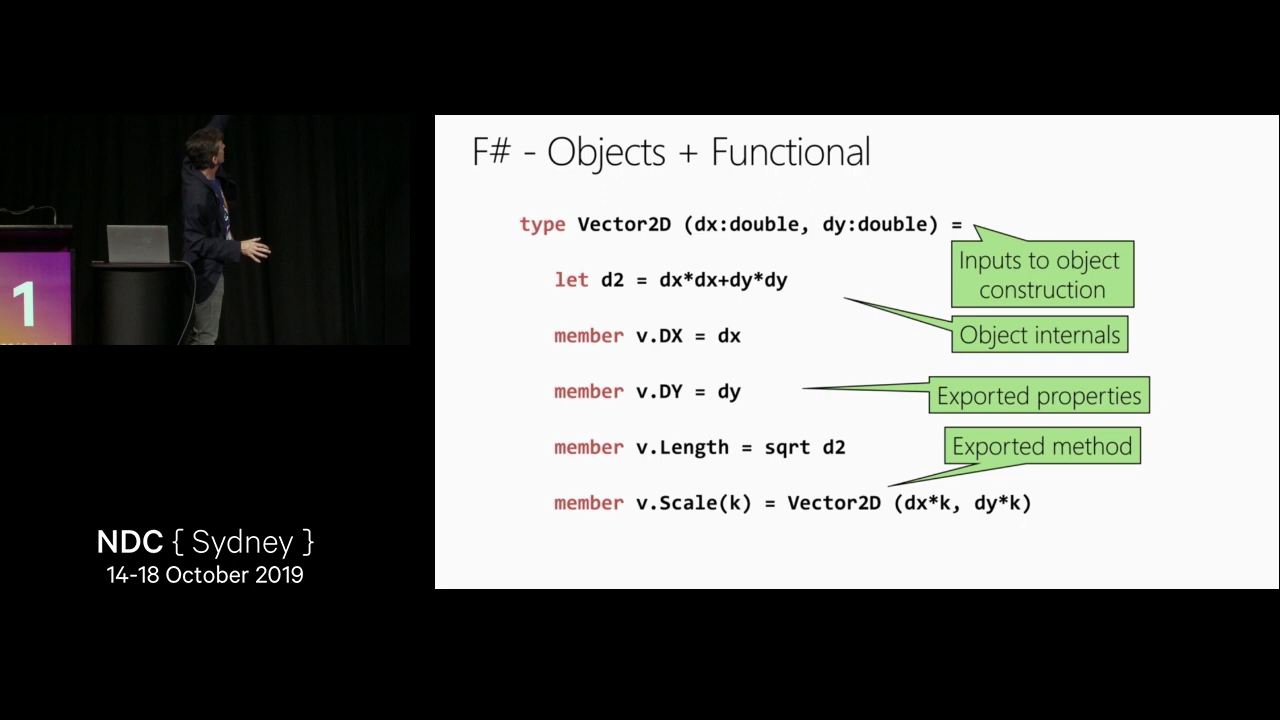 F# - Objects + Functional
type Vector2D (dx:double, dy:double) =
Inputs to object
construction
let d2 = dx*dx+dy*dy
Object internals
member v.DX = dx
member v.DY = dy
Exported properties
member v.Length = sqrt d2
Exported method
member v.Scale(k) = Vector2D (dx*k, dy*k)
1
NDC { Sydney }
14-18 October 2019